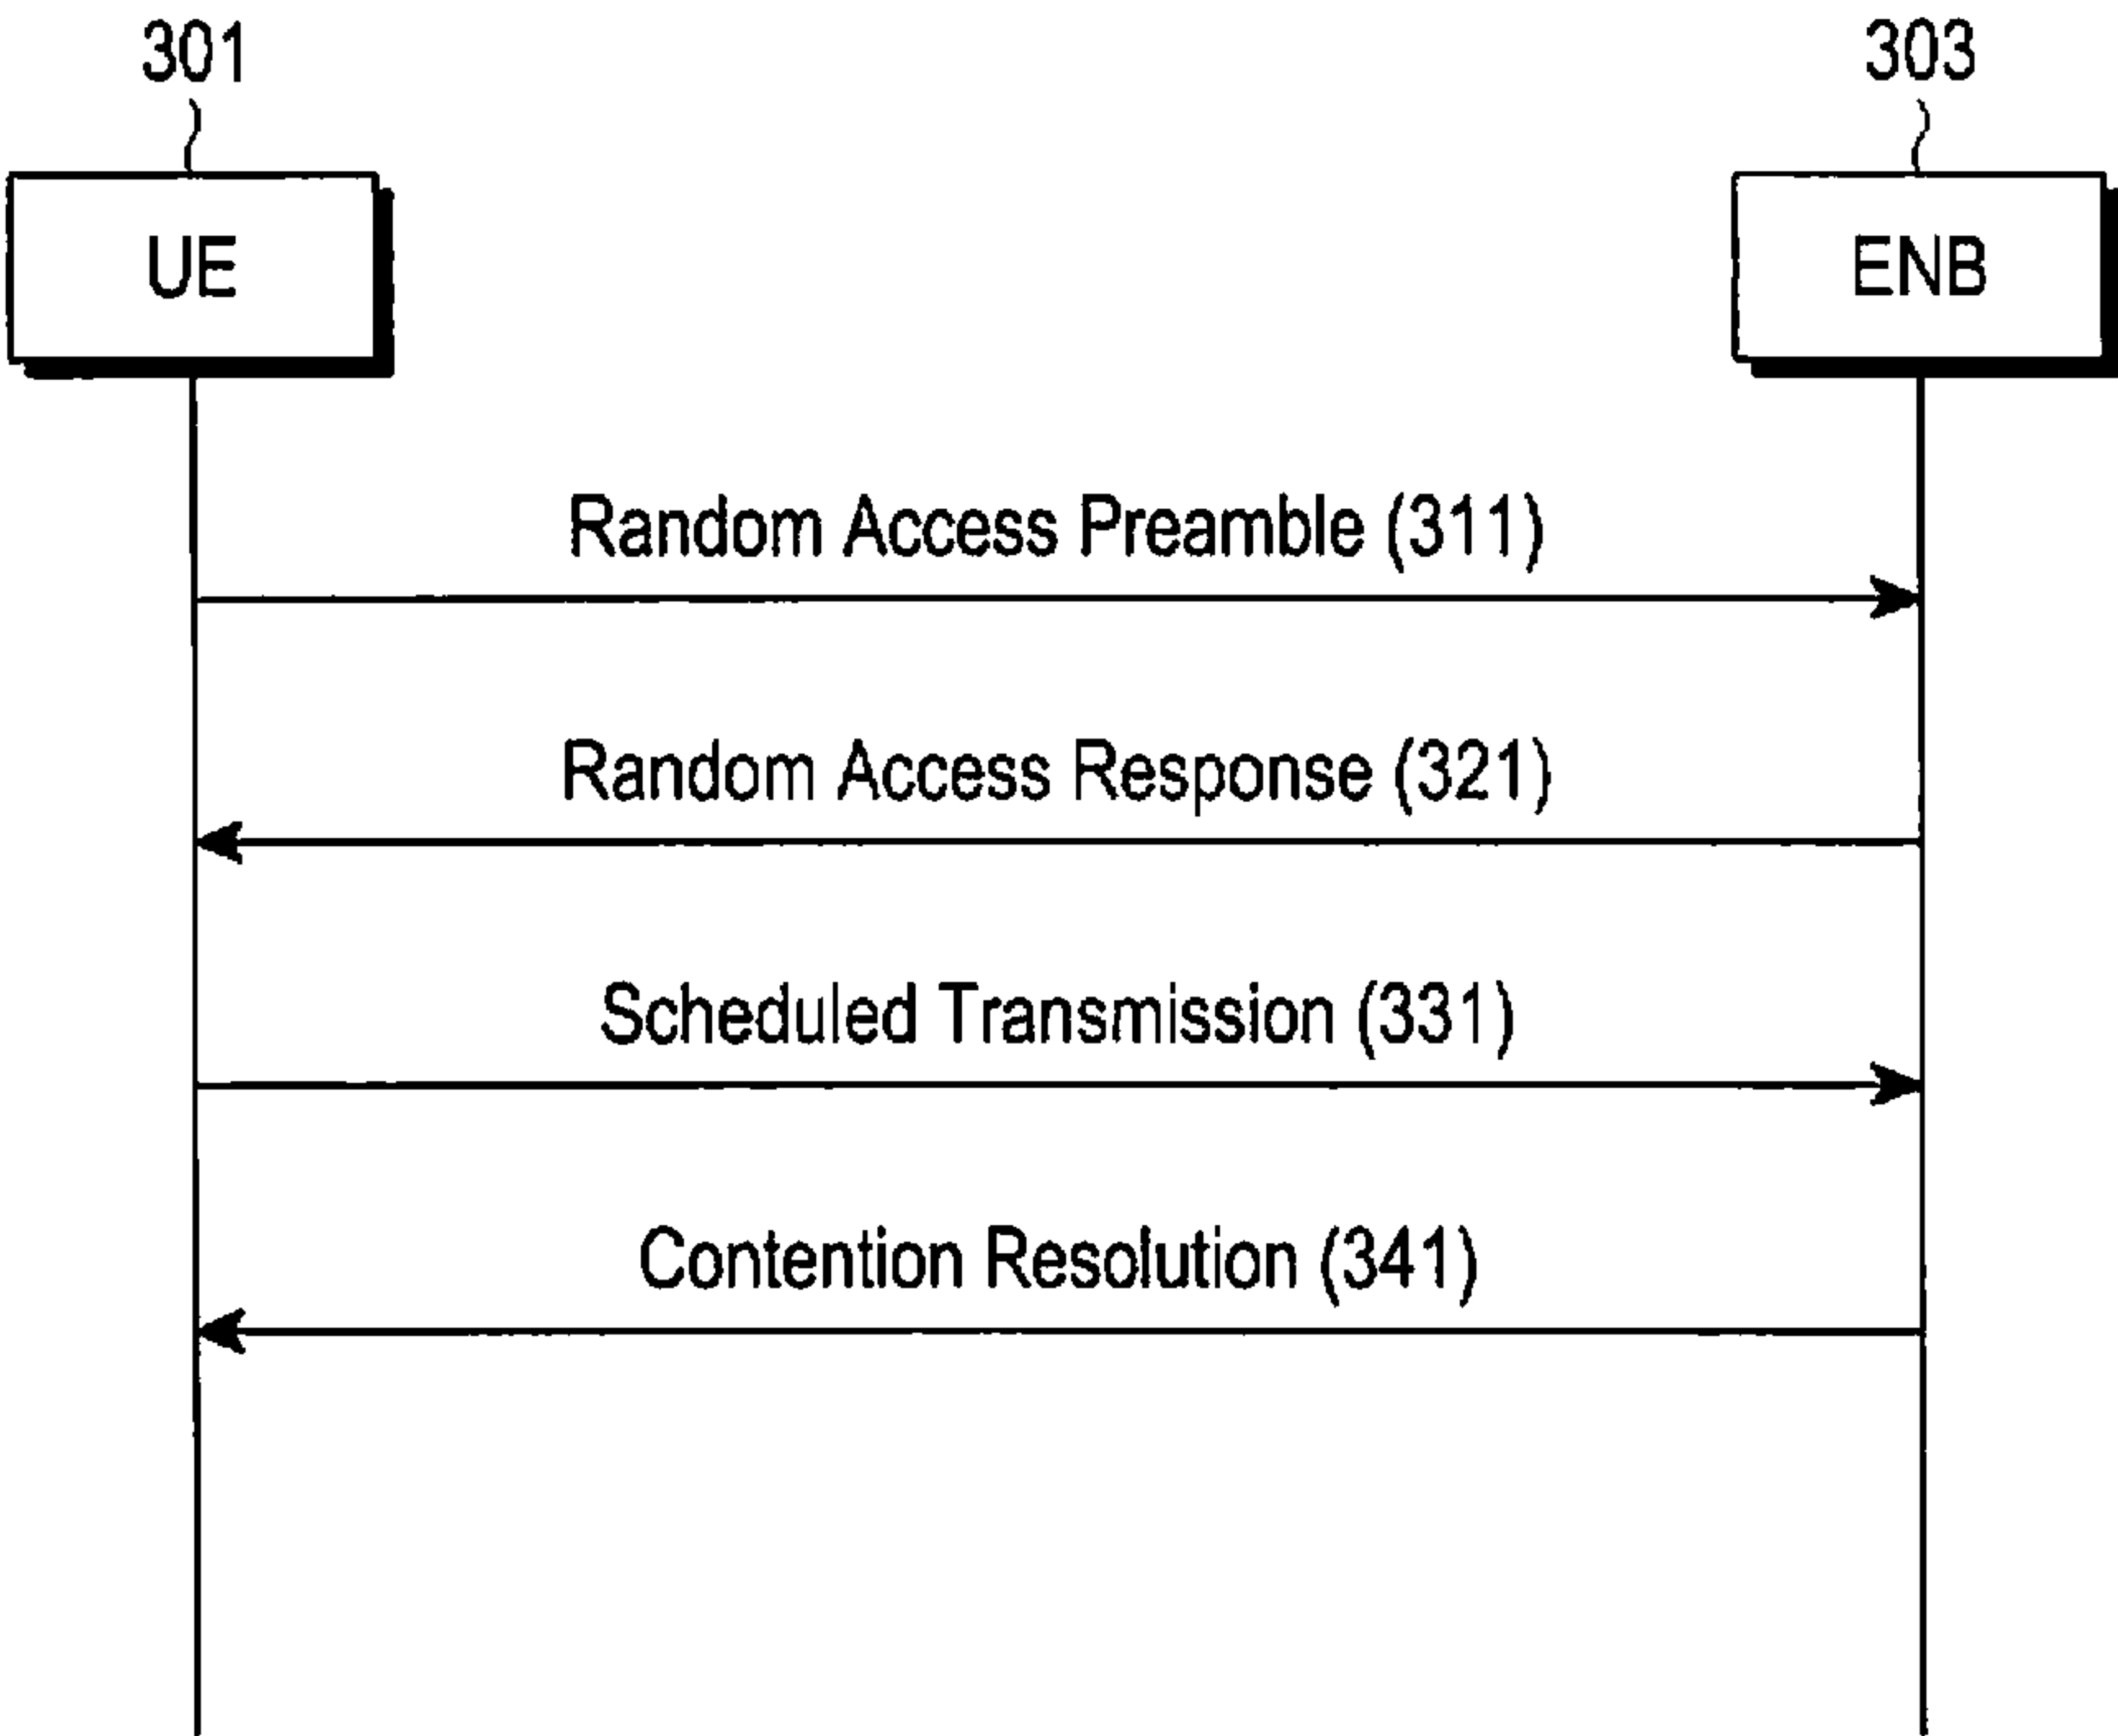 301
303
UE
ENB
Random Access Preamble (311)
Random Access Response (321)
Scheduled Transmission (331)
Contention Resolution (341)